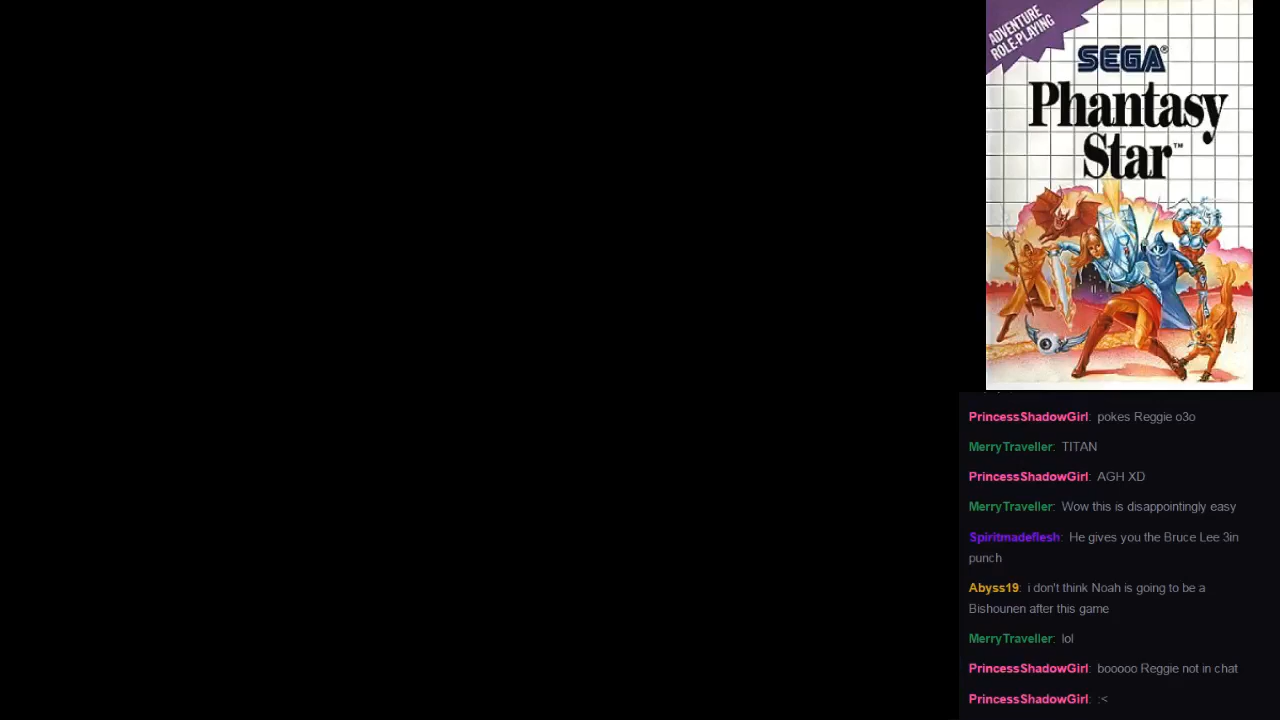 ADVENTURE
ROLE-PLAYING
SEGA®
Phantasy
Star™
PrincessShadowGirl: pokes Reggie o3o
MerryTraveller: TITAN
PrincessShadowGirl: AGH XD
MerryTraveller: Wow this is disappointingly easy
Spiritmadeflesh: He gives you the Bruce Lee 3in
punch
Abyss19: i don't think Noah is going to be a
Bishounen after this game
MerryTraveller: lol
PrincessShadowGirl: booooo Reggie not in chat
PrincessShadowGirl: :<